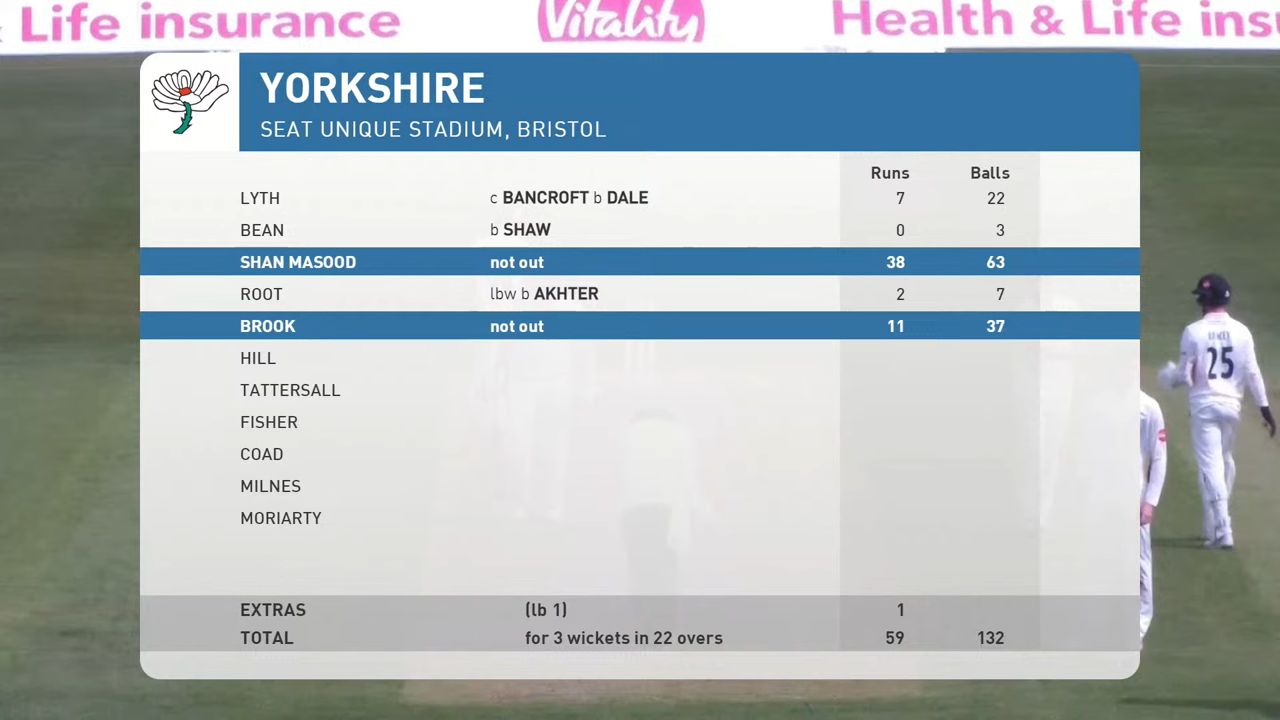 Life insurance Vitality Health & Life insu
YORKSHIRE
SEAT UNIQUE STADIUM, BRISTOL
Runs Balls
LYTH c BANCROFT b DALE 7 22
BEAN b SHAW 0 3
SHAN MASOOD not out 38 63
ROOT lbw b AKHTER 2 7
BROOK not out 11 37
HILL
TATTERSALL
FISHER
COAD
MILNES
MORIARTY
EXTRAS (lb 1) 1
TOTAL for 3 wickets in 22 overs 59 132
25